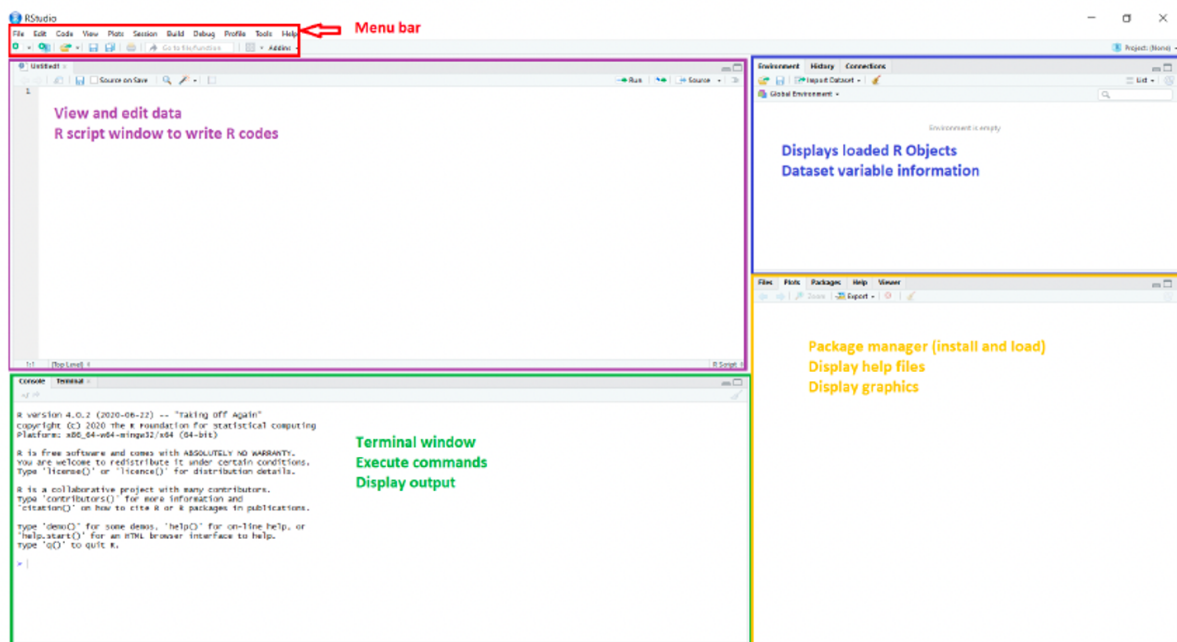 RStudio
File Edit Code View Plots Session Build Debug Profile Tools Help
Menu bar
Go to file/function
Addins
Project: (None)
Untitled1
Source on Save
Run
Source
1
View and edit data
R script window to write R codes
1:1 (Top Level)
R Script
Environment History Connections
Import Dataset
List
Global Environment
Environment is empty
Displays loaded R Objects
Dataset variable information
Files Plots Packages Help Viewer
Zoom Export
Package manager (install and load)
Display help files
Display graphics
Console Terminal
~/
R version 4.0.2 (2020-06-22) -- "Taking Off Again"
Copyright (C) 2020 The R Foundation for Statistical Computing
Platform: x86_64-w64-mingw32/x64 (64-bit)
R is free software and comes with ABSOLUTELY NO WARRANTY.
You are welcome to redistribute it under certain conditions.
Type 'license()' or 'licence()' for distribution details.
R is a collaborative project with many contributors.
Type 'contributors()' for more information and
'citation()' on how to cite R or R packages in publications.
Type 'demo()' for some demos, 'help()' for on-line help, or
'help.start()' for an HTML browser interface to help.
Type 'q()' to quit R.
>
Terminal window
Execute commands
Display output